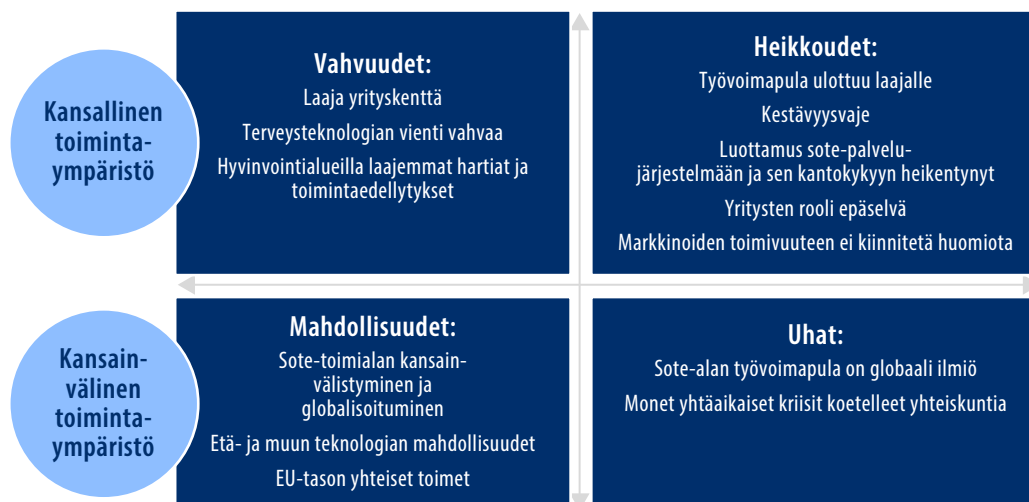 Kansallinen
toiminta-
ympäristö
Vahvuudet:
Laaja yrityskenttä
Terveysteknologian vienti vahvaa
Hyvinvointialueilla laajemmat hartiat ja
toimintaedellytykset
Heikkoudet:
Työvoimapula ulottuu laajalle
Kestävyysvaje
Luottamus sote-palvelu-
järjestelmään ja sen kantokykyyn heikentynyt
Yritysten rooli epäselvä
Markkinoiden toimivuuteen ei kiinnitetä huomiota
Kansain-
välinen
toiminta-
ympäristö
Mahdollisuudet:
Sote-toimialan kansain-
välistyminen ja
globalisoituminen
Etä- ja muun teknologian mahdollisuudet
EU-tason yhteiset toimet
Uhat:
Sote-alan työvoimapula on globaali ilmiö
Monet yhtäaikaiset kriisit koetelleet yhteiskuntia